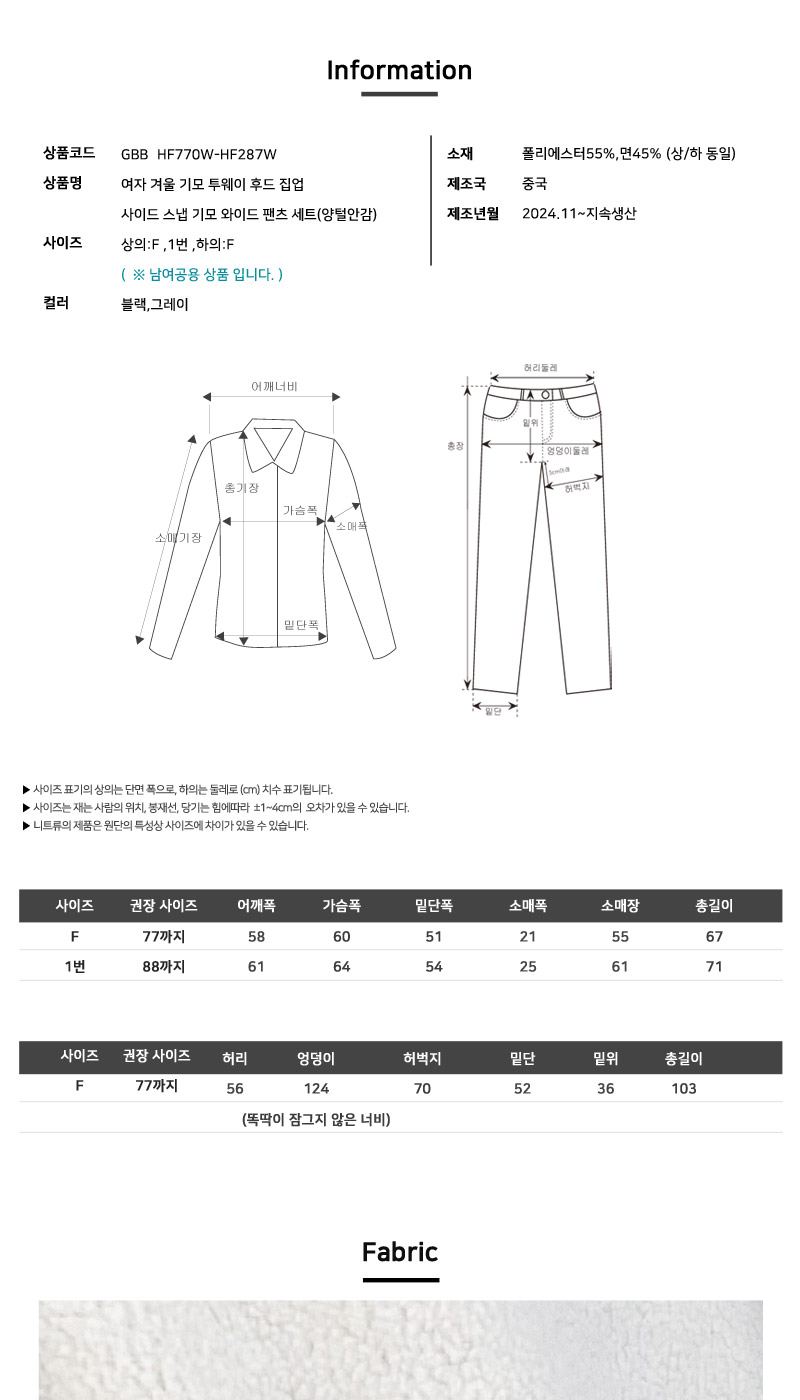 Information
상품코드 GBB HF770W-HF287W
상품명 여자 겨울 기모 투웨이 후드 집업
사이드 스냅 기모 와이드 팬츠 세트(양털안감)
사이즈 상의:F ,1번 ,하의:F
( ※ 남여공용 상품 입니다. )
컬러 블랙,그레이
소재 폴리에스터55%,면45% (상/하 동일)
제조국 중국
제조년월 2024.11~지속생산
어깨너비
총기장
가슴폭
소매폭
소매기장
밑단폭
허리둘레
밑위
총장
엉덩이둘레
허벅지
밑단
▶ 사이즈 표기의 상의는 단면 폭으로, 하의는 둘레로 (cm) 치수 표기됩니다.
▶ 사이즈는 재는 사람의 위치, 봉재선, 당기는 힘에따라 ±1~4cm의 오차가 있을 수 있습니다.
▶ 니트류의 제품은 원단의 특성상 사이즈에 차이가 있을 수 있습니다.
사이즈 권장 사이즈 어깨폭 가슴폭 밑단폭 소매폭 소매장 총길이
F 77까지 58 60 51 21 55 67
1번 88까지 61 64 54 25 61 71
사이즈 권장 사이즈 허리 엉덩이 허벅지 밑단 밑위 총길이
F 77까지 56 124 70 52 36 103
(똑딱이 잠그지 않은 너비)
Fabric